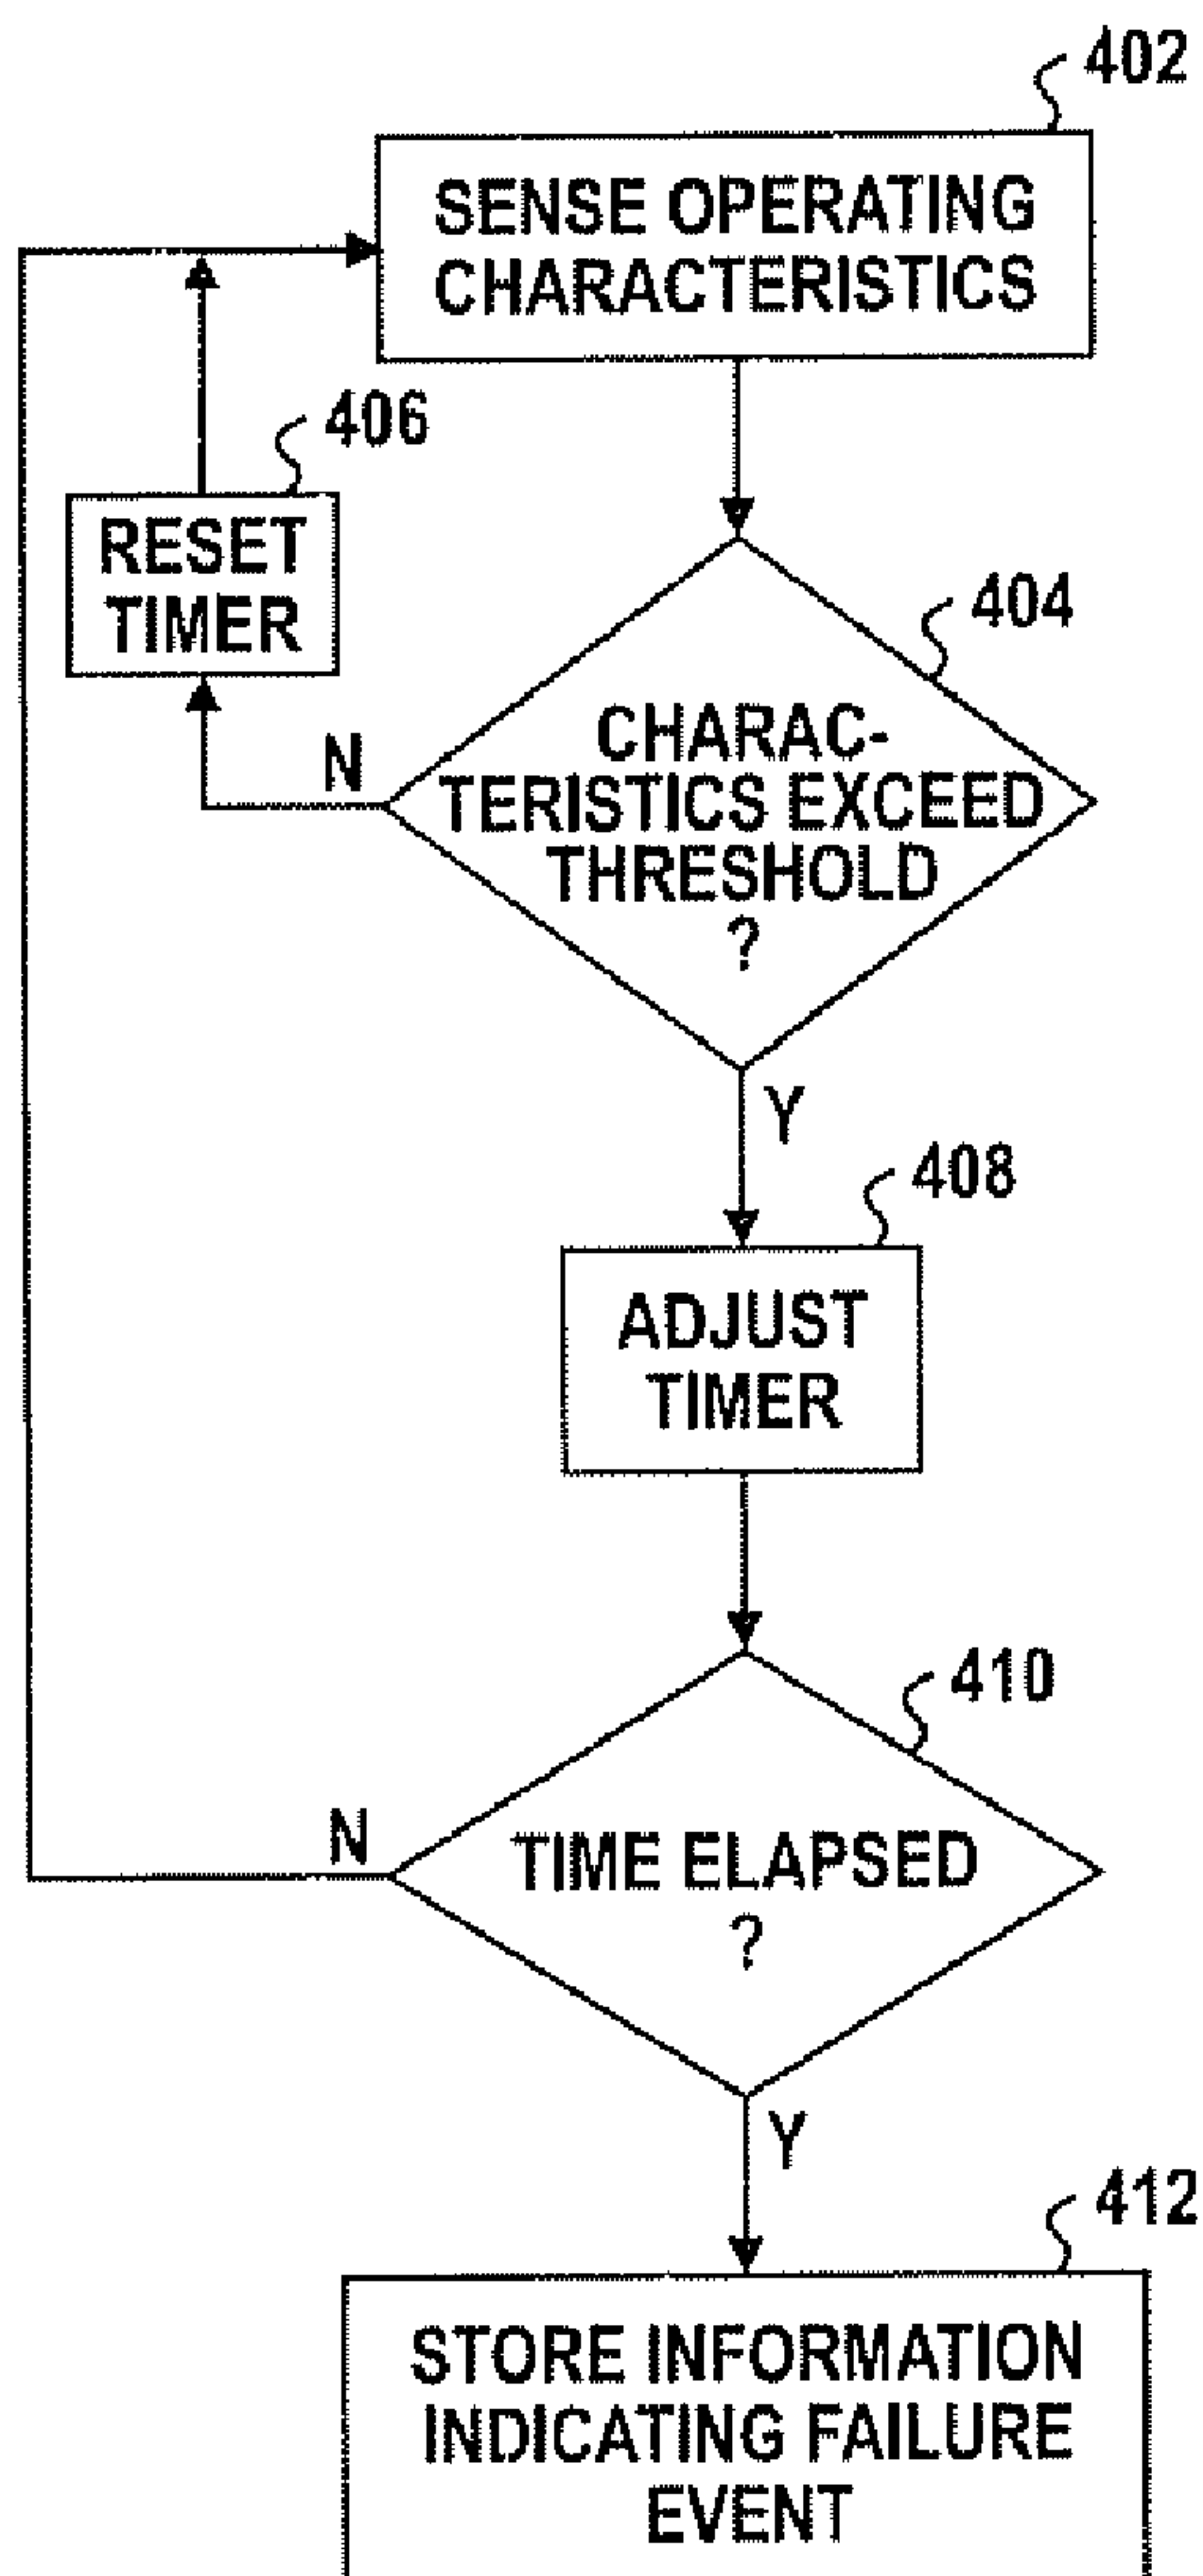 402
SENSE OPERATING
CHARACTERISTICS
406
RESET
TIMER
404
N
CHARAC-
TERISTICS EXCEED
THRESHOLD
?
Y
408
ADJUST
TIMER
410
N
TIME ELAPSED
?
Y
412
STORE INFORMATION
INDICATING FAILURE
EVENT